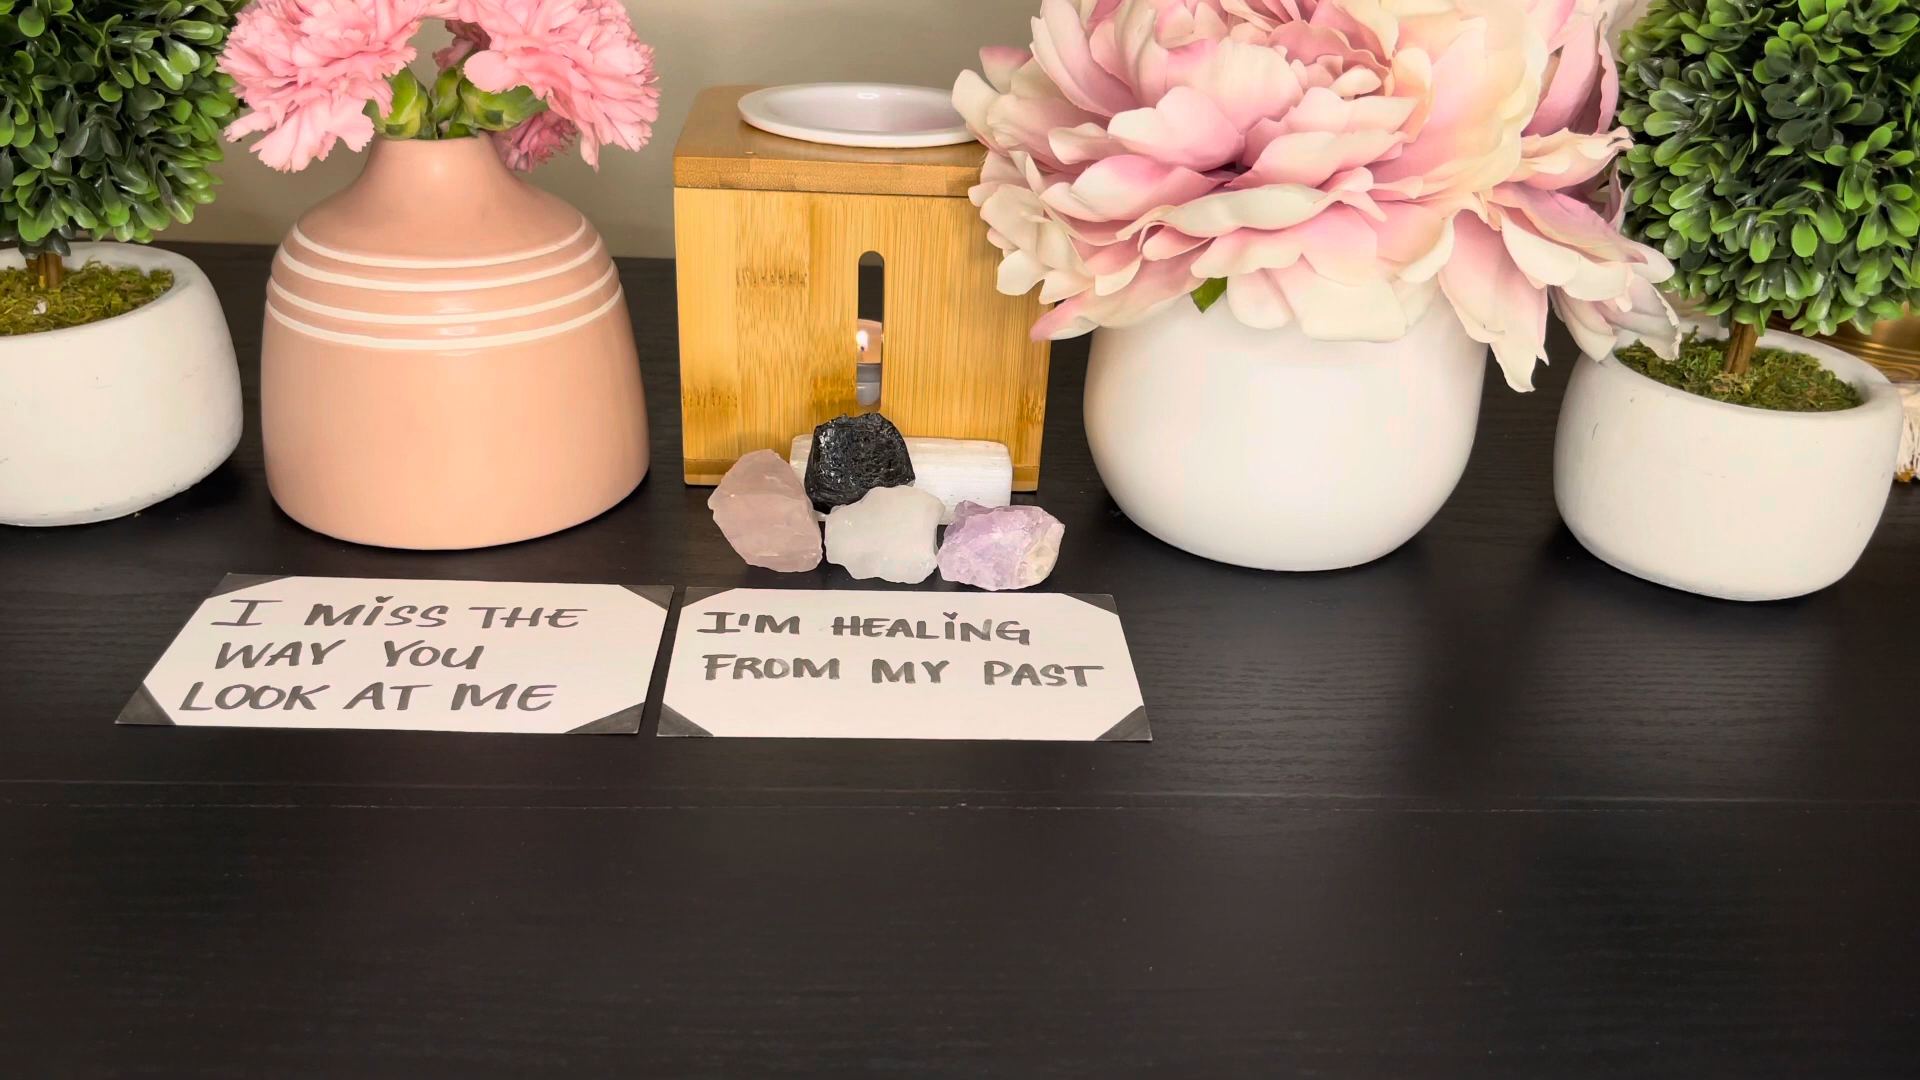 I MISS THE
WAY YOU
LOOK AT ME
I'M HEALING
FROM MY PAST